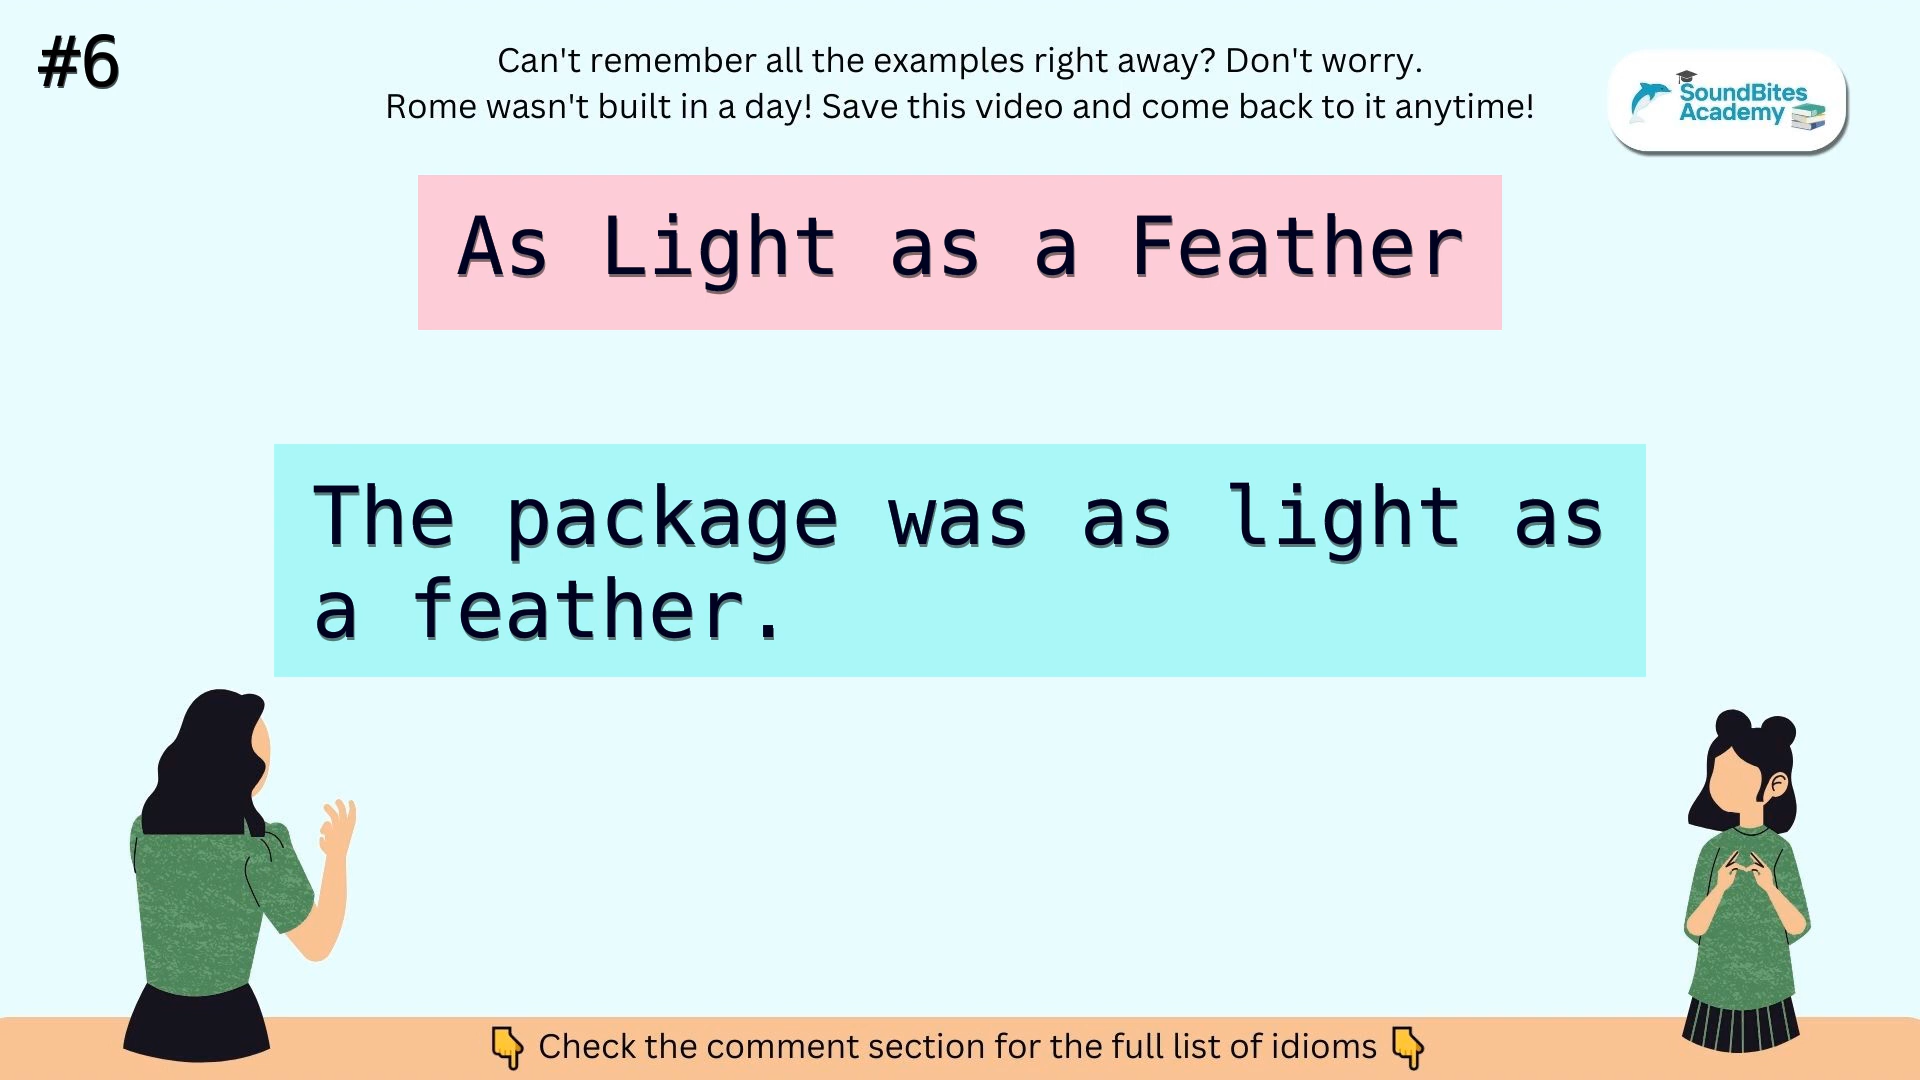 #6
Can't remember all the examples right away? Don't worry.
Rome wasn't built in a day! Save this video and come back to it anytime!
SoundBites
Academy
As Light as a Feather
The package was as light as
a feather.
👇 Check the comment section for the full list of idioms 👇